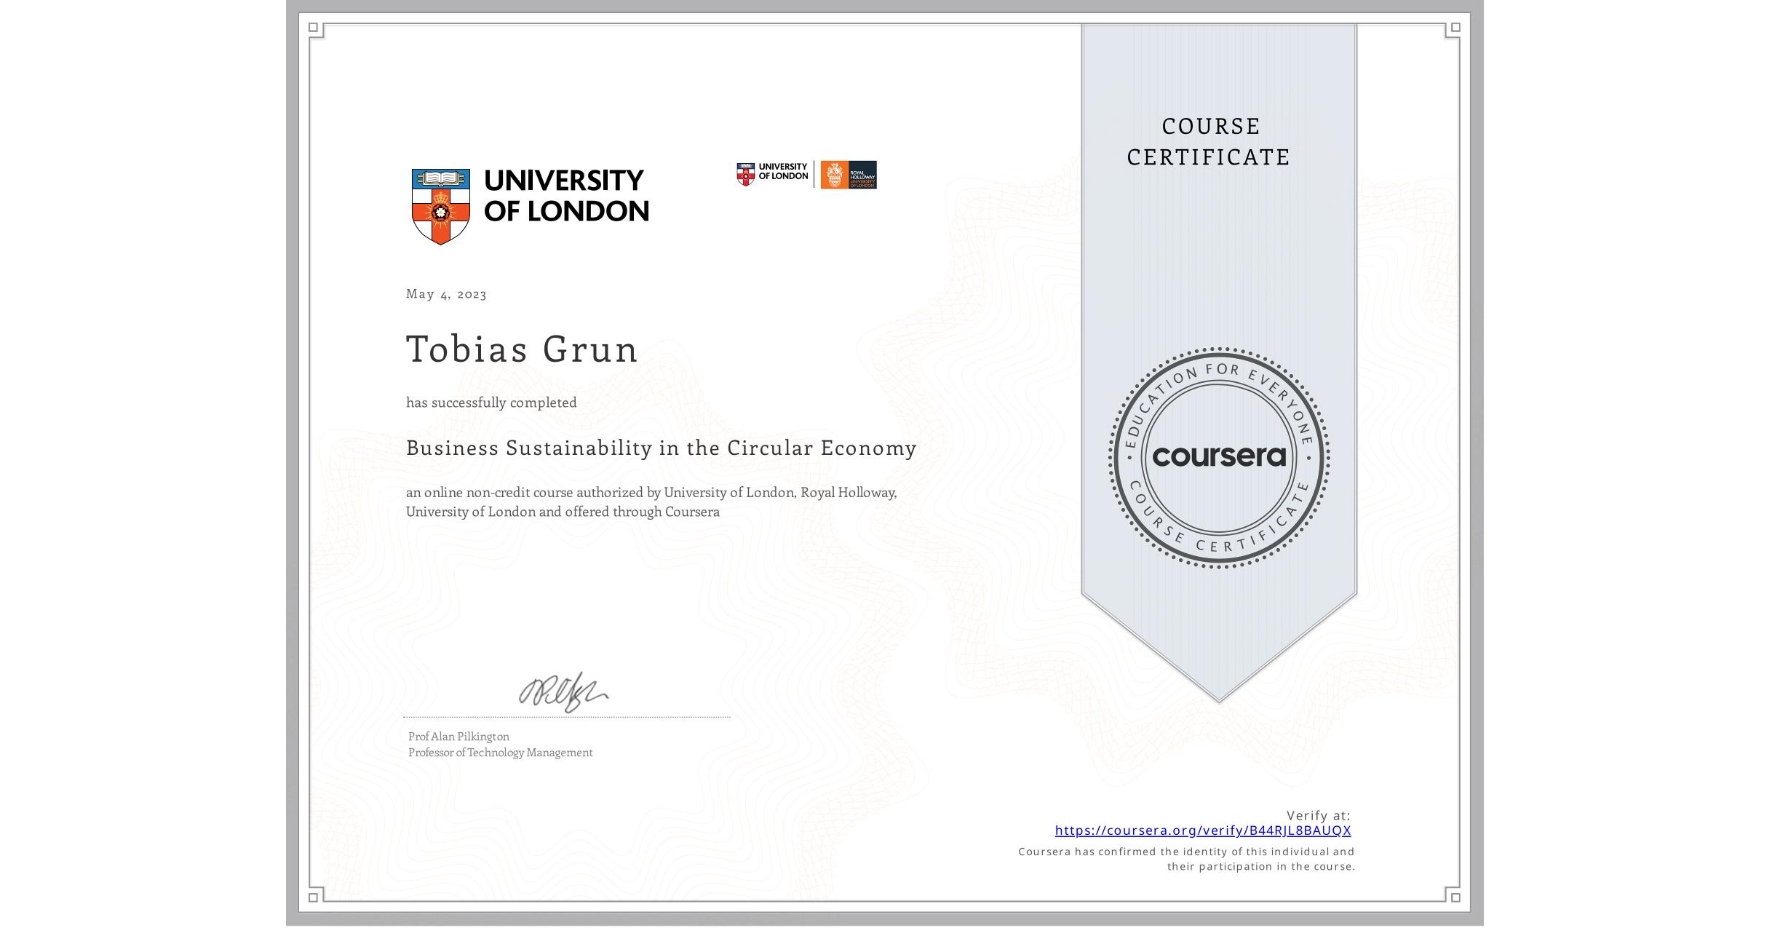 UNIVERSITY
OF LONDON
UNIVERSITY
OF LONDON
ROYAL
HOLLOWAY
UNIVERSITY
OF LONDON
COURSE
CERTIFICATE
May 4, 2023
Tobias Grun
has successfully completed
Business Sustainability in the Circular Economy
an online non-credit course authorized by University of London, Royal Holloway,
University of London and offered through Coursera
EDUCATION FOR EVERYONE
coursera
COURSE CERTIFICATE
Prof Alan Pilkington
Professor of Technology Management
Verify at:
https://coursera.org/verify/B44RJL8BAUQX
Coursera has confirmed the identity of this individual and
their participation in the course.